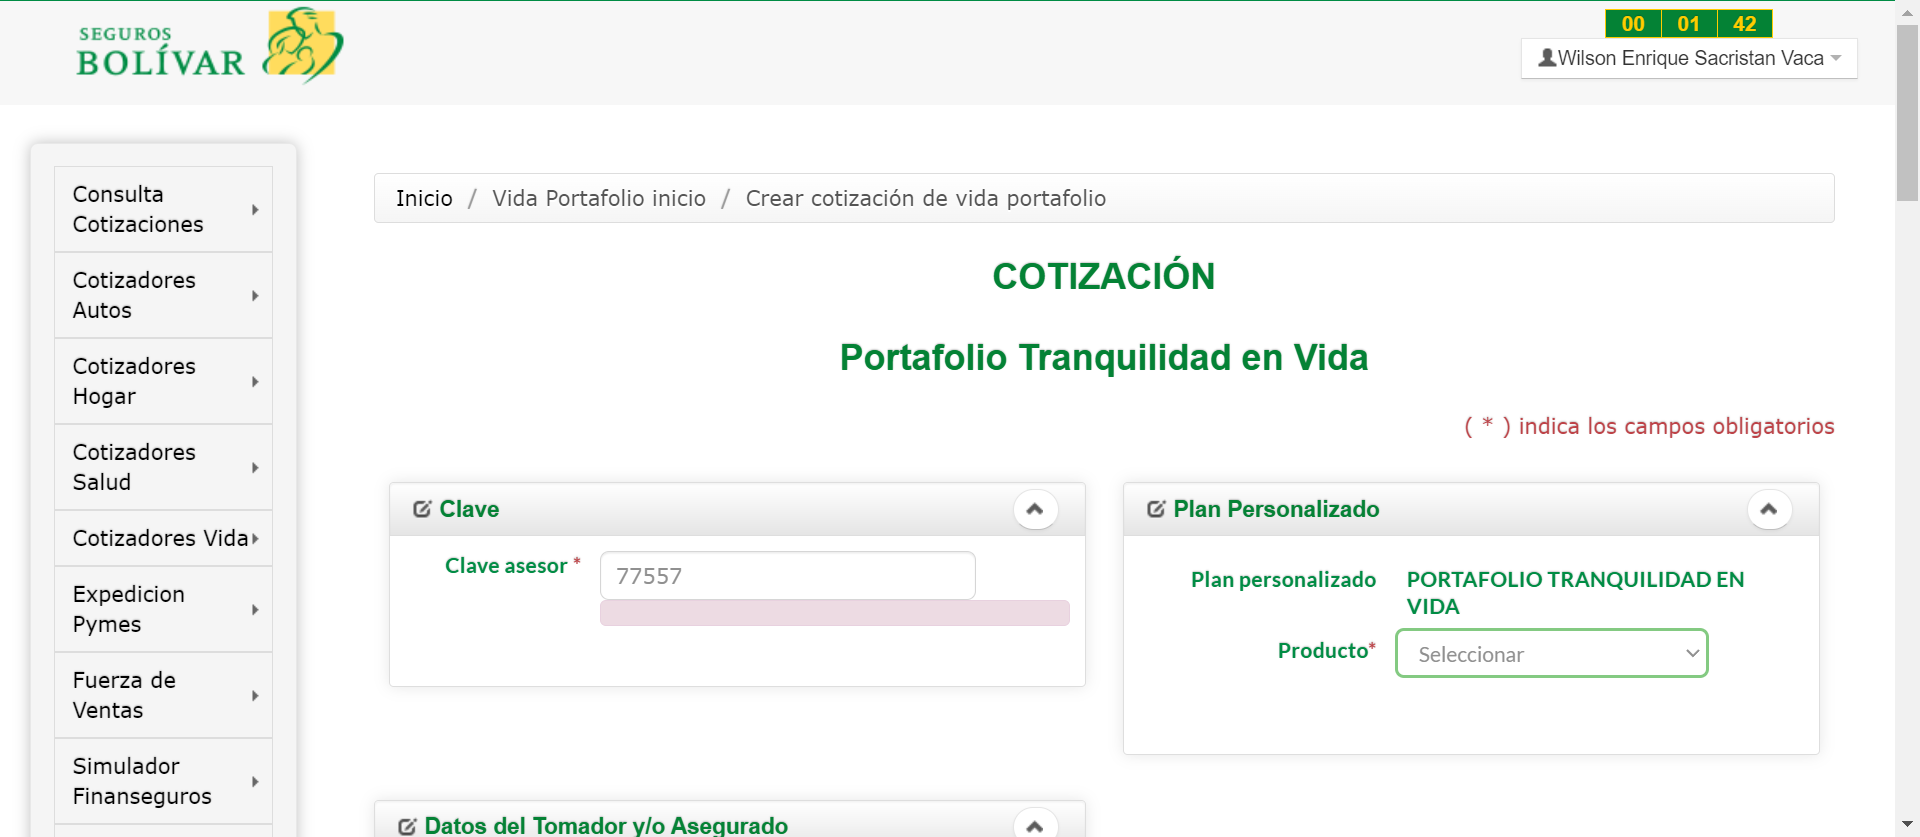 SEGUROS
BOLÍVAR
00 01 42
Wilson Enrique Sacristan Vaca
Consulta
Cotizaciones
Cotizadores
Autos
Cotizadores
Hogar
Cotizadores
Salud
Cotizadores Vida
Expedicion
Pymes
Fuerza de
Ventas
Simulador
Finanseguros
Inicio / Vida Portafolio inicio / Crear cotización de vida portafolio
COTIZACIÓN
Portafolio Tranquilidad en Vida
( * ) indica los campos obligatorios
Clave
Clave asesor * 77557
Plan Personalizado
Plan personalizado PORTAFOLIO TRANQUILIDAD EN
VIDA
Producto* Seleccionar
Datos del Tomador y/o Asegurado